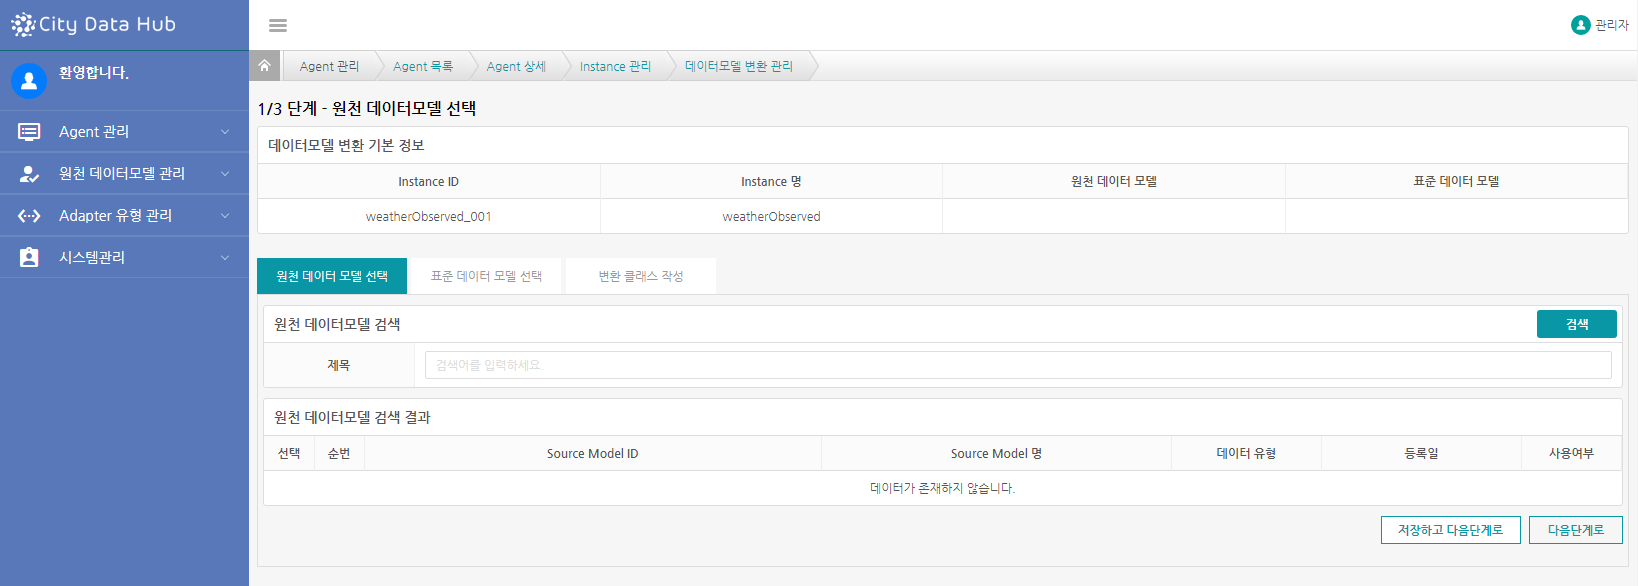 City Data Hub
관리자
환영합니다.
Agent 관리
원천 데이터모델 관리
Adapter 유형 관리
시스템관리
Agent 관리 Agent 목록 Agent 상세 Instance 관리 데이터모델 변환 관리
1/3 단계 - 원천 데이터모델 선택
데이터모델 변환 기본 정보
Instance ID Instance 명 원천 데이터 모델 표준 데이터 모델
weatherObserved_001 weatherObserved
원천 데이터 모델 선택 표준 데이터 모델 선택 변환 클래스 작성
원천 데이터모델 검색 검색
제목 검색어를 입력하세요.
원천 데이터모델 검색 결과
선택 순번 Source Model ID Source Model 명 데이터 유형 등록일 사용여부
데이터가 존재하지 않습니다.
저장하고 다음단계로 다음단계로